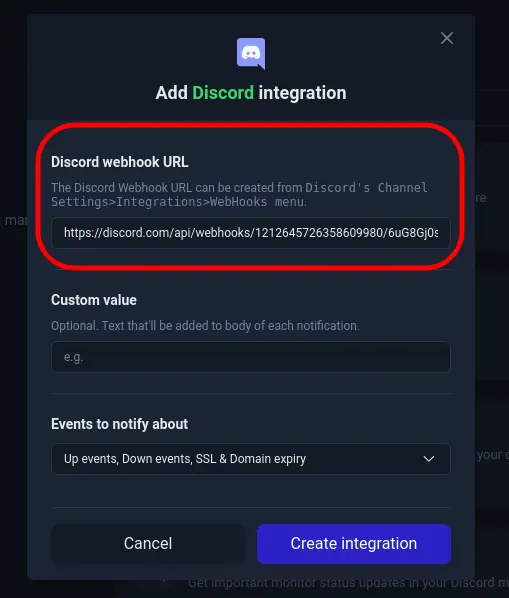 Add Discord integration
Discord webhook URL
The Discord Webhook URL can be created from Discord's Channel
Settings>Integrations>WebHooks menu.
https://discord.com/api/webhooks/1212645726358609980/6uG8Gj0s
Custom value
Optional. Text that'll be added to body of each notification.
e.g.
Events to notify about
Up events, Down events, SSL & Domain expiry
Cancel
Create integration
Get important monitor status updates in your Discord